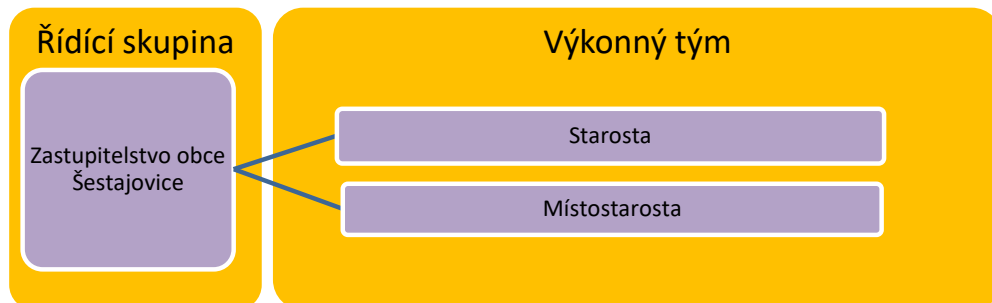 Řídící skupina
Zastupitelstvo obce
Šestajovice
Výkonný tým
Starosta
Místostarosta